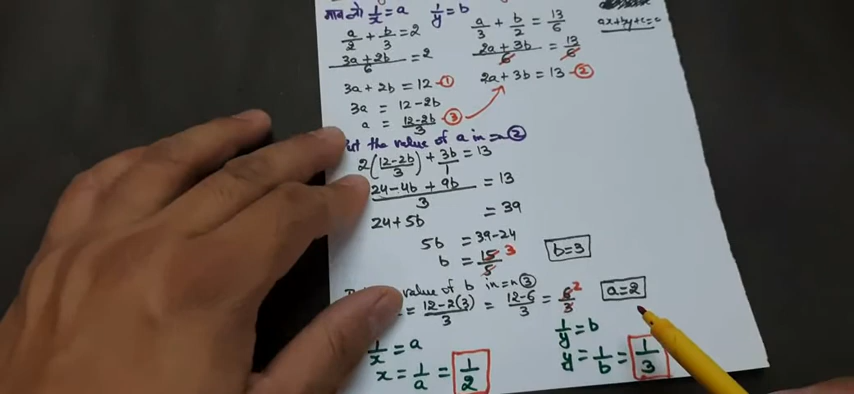 मान लो 1/x = a 1/y = b
a/2 + b/3 = 2
(3a + 2b)/6 = 2
3a + 2b = 12 - ①
3a = 12 - 2b
a = (12 - 2b)/3 - ③
a/3 + b/2 = 13/6
(2a + 3b)/6 = 13/6
2a + 3b = 13 - ②
ax + by + c = 0
the value of a in = n ②
2((12 - 2b)/3) + 3b/1 = 13
(24 - 4b + 9b)/3 = 13
24 + 5b = 39
5b = 39 - 24
b = 15/5 3
b = 3
value of b in = n ③
= (12 - 2(3))/3 = (12 - 6)/3 = 6/3 2
a = 2
1/x = a
x = 1/a = 1/2
1/y = b
y = 1/b = 1/3